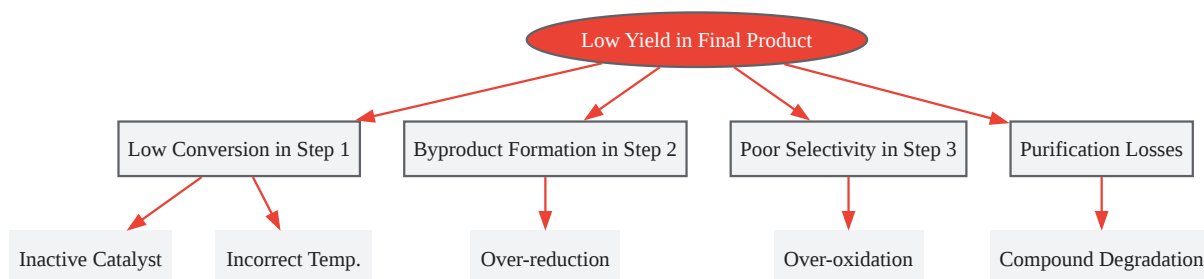 Low Yield in Final Product
Low Conversion in Step 1
Byproduct Formation in Step 2
Poor Selectivity in Step 3
Purification Losses
Inactive Catalyst
Incorrect Temp.
Over-reduction
Over-oxidation
Compound Degradation